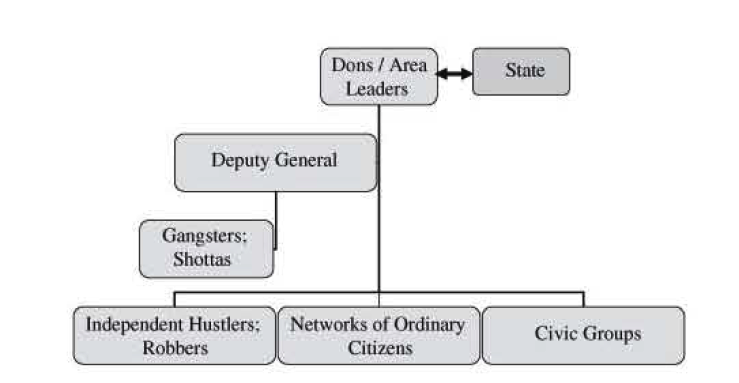 Dons / Area
Leaders
State
Deputy General
Gangsters;
Shottas
Independent Hustlers;
Robbers
Networks of Ordinary
Citizens
Civic Groups